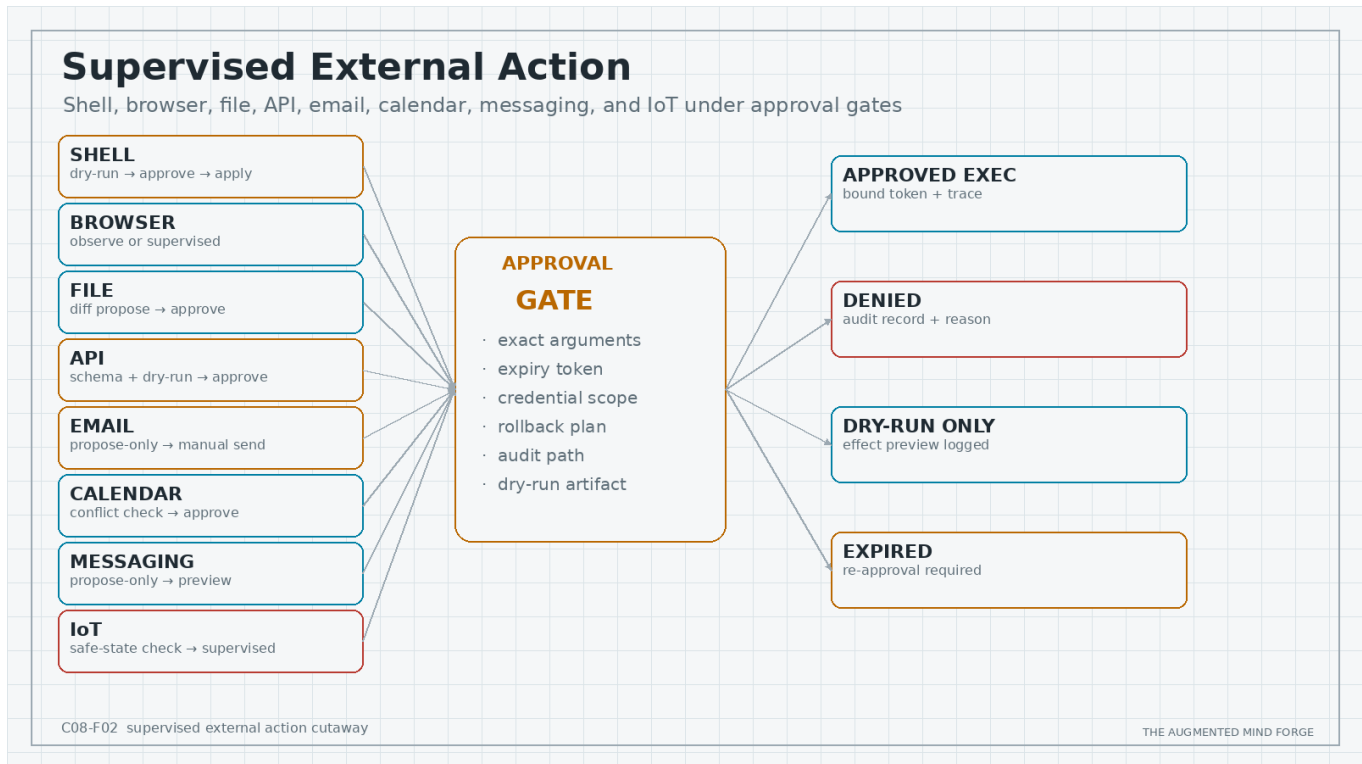 Supervised External Action
Shell, browser, file, API, email, calendar, messaging, and IoT under approval gates
SHELL
dry-run → approve → apply
BROWSER
observe or supervised
FILE
diff propose → approve
API
schema + dry-run → approve
EMAIL
propose-only → manual send
CALENDAR
conflict check → approve
MESSAGING
propose-only → preview
IoT
safe-state check → supervised
APPROVAL
GATE
· exact arguments
· expiry token
· credential scope
· rollback plan
· audit path
· dry-run artifact
APPROVED EXEC
bound token + trace
DENIED
audit record + reason
DRY-RUN ONLY
effect preview logged
EXPIRED
re-approval required
C08-F02 supervised external action cutaway
THE AUGMENTED MIND FORGE